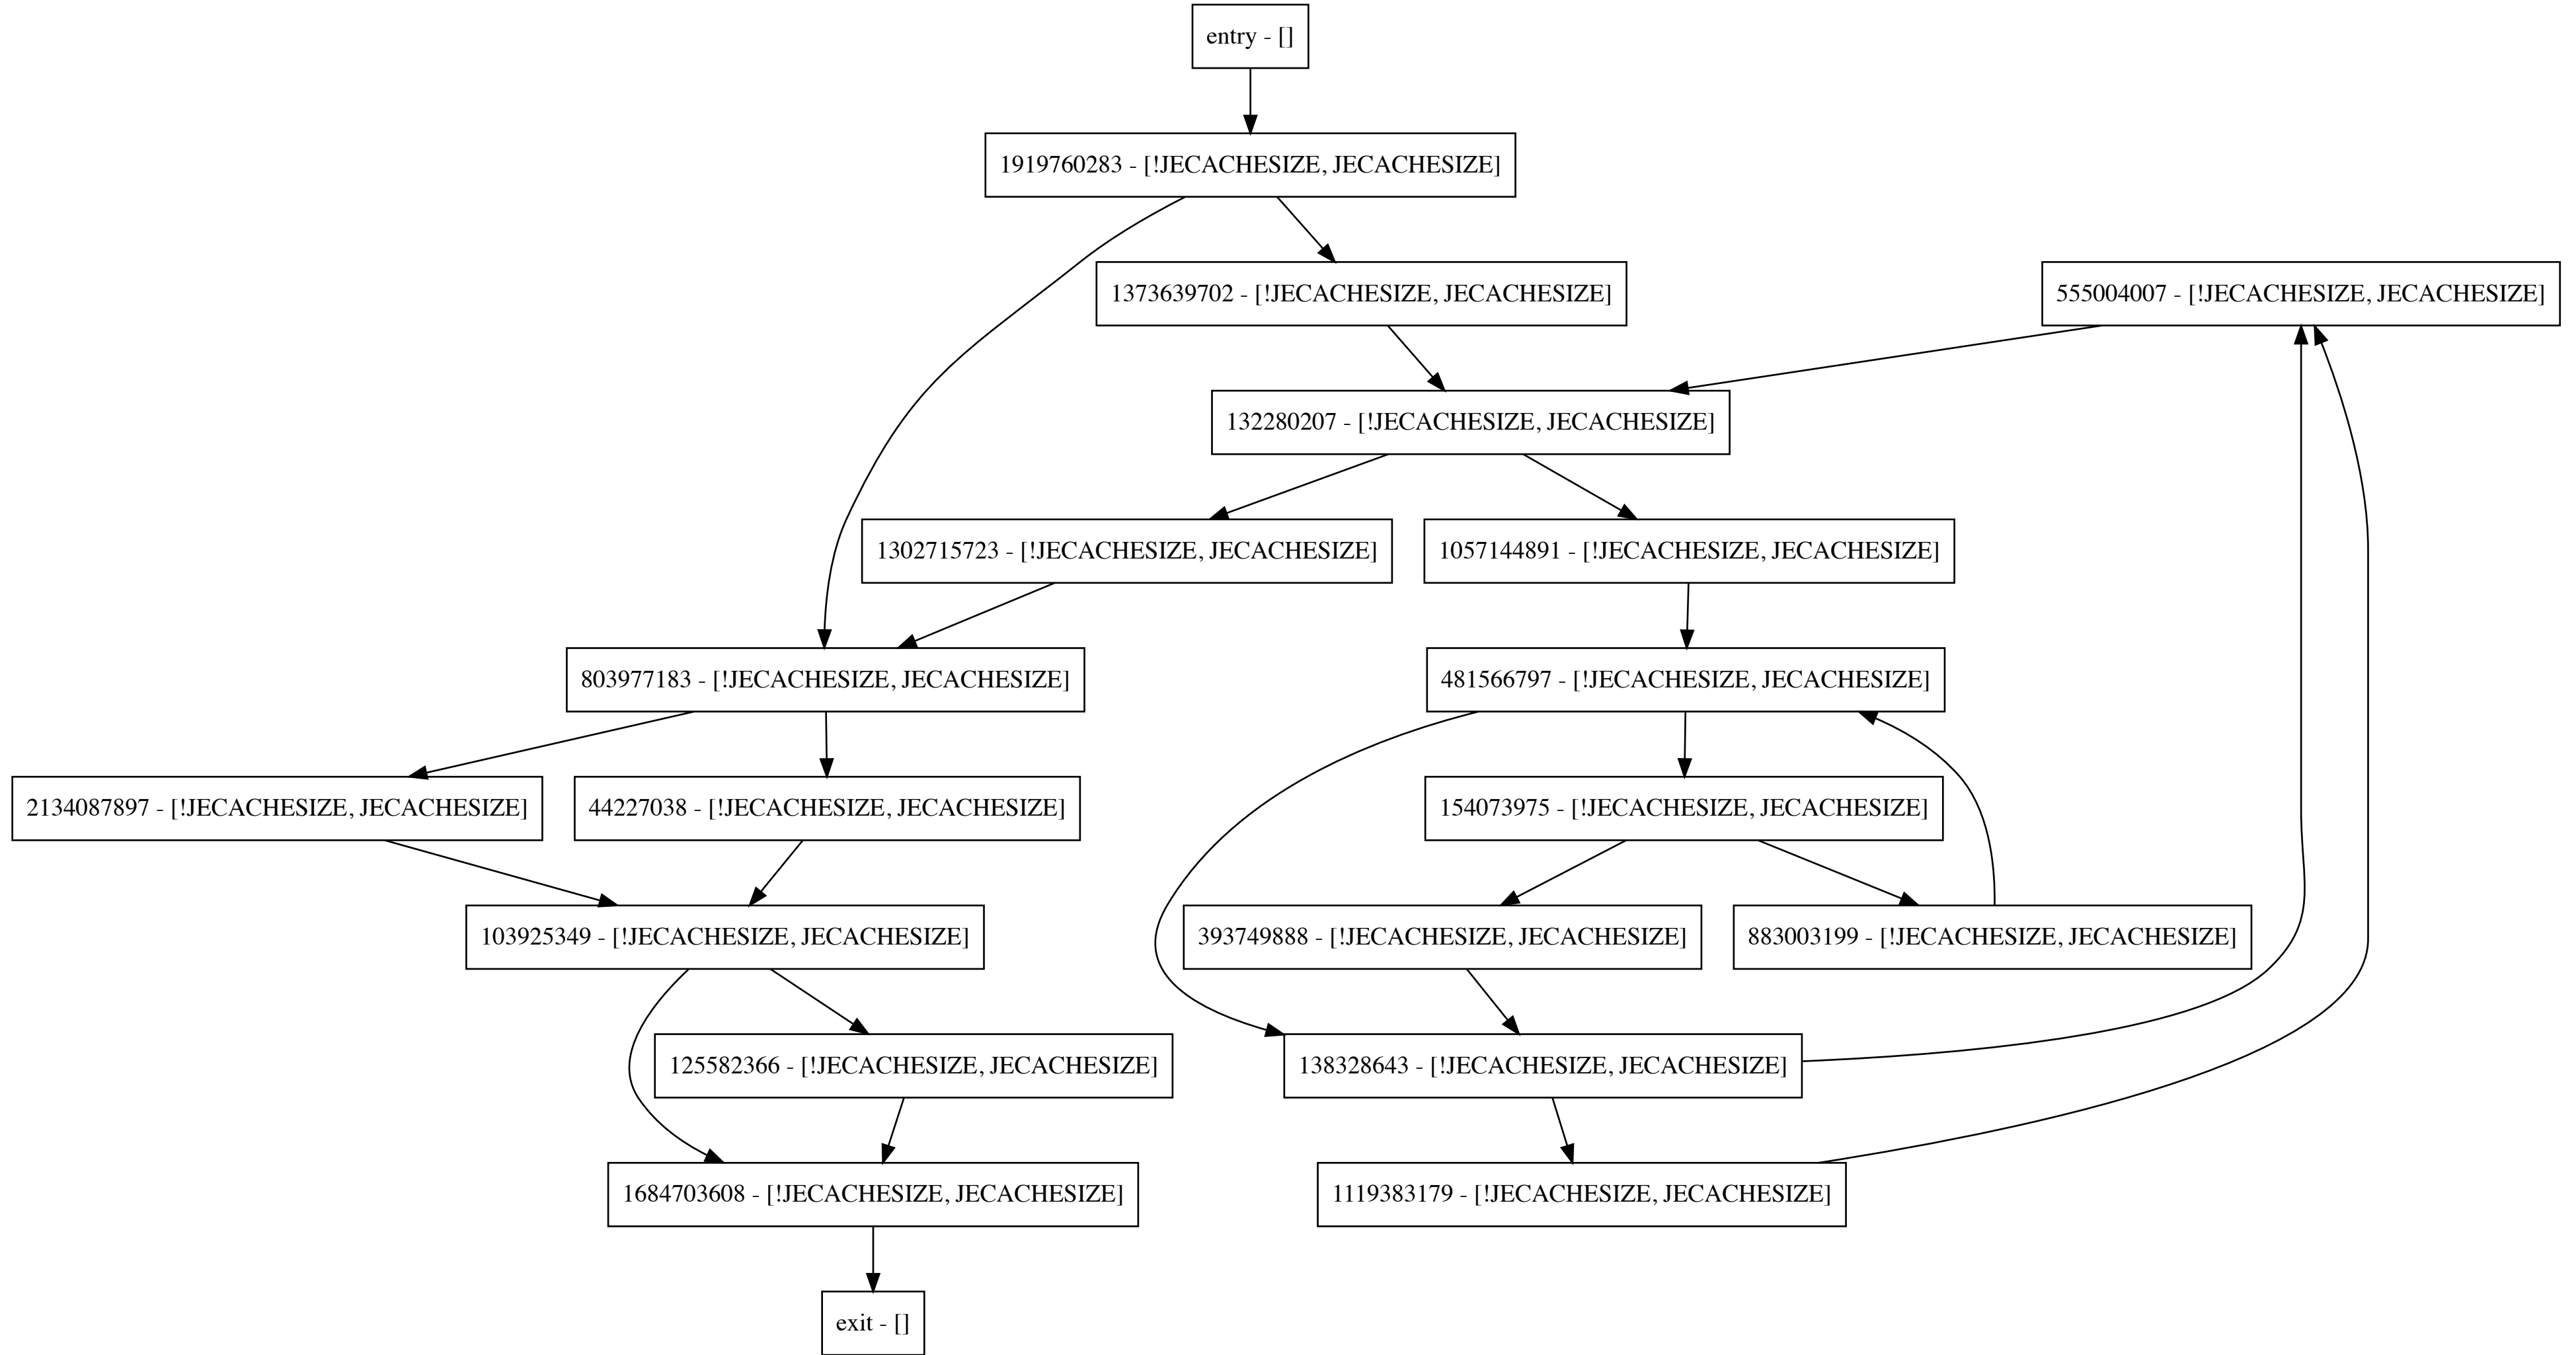 entry - []
1919760283 - [!JECACHESIZE, JECACHESIZE]
1373639702 - [!JECACHESIZE, JECACHESIZE]
555004007 - [!JECACHESIZE, JECACHESIZE]
132280207 - [!JECACHESIZE, JECACHESIZE]
1302715723 - [!JECACHESIZE, JECACHESIZE]
1057144891 - [!JECACHESIZE, JECACHESIZE]
803977183 - [!JECACHESIZE, JECACHESIZE]
481566797 - [!JECACHESIZE, JECACHESIZE]
2134087897 - [!JECACHESIZE, JECACHESIZE]
44227038 - [!JECACHESIZE, JECACHESIZE]
154073975 - [!JECACHESIZE, JECACHESIZE]
103925349 - [!JECACHESIZE, JECACHESIZE]
393749888 - [!JECACHESIZE, JECACHESIZE]
883003199 - [!JECACHESIZE, JECACHESIZE]
125582366 - [!JECACHESIZE, JECACHESIZE]
138328643 - [!JECACHESIZE, JECACHESIZE]
1684703608 - [!JECACHESIZE, JECACHESIZE]
1119383179 - [!JECACHESIZE, JECACHESIZE]
exit - []